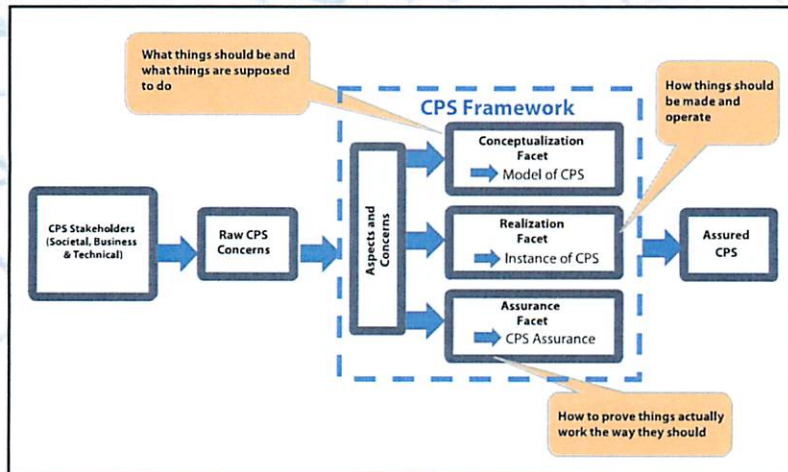 What things should be and
what things are supposed
to do
How things should
be made and
operate
CPS Framework
Conceptualization
Facet
Model of CPS
CPS Stakeholders
(Societal, Business
& Technical)
Raw CPS
Concerns
Aspects and
Concerns
Realization
Facet
Instance of CPS
Assured
CPS
Assurance
Facet
CPS Assurance
How to prove things actually
work the way they should